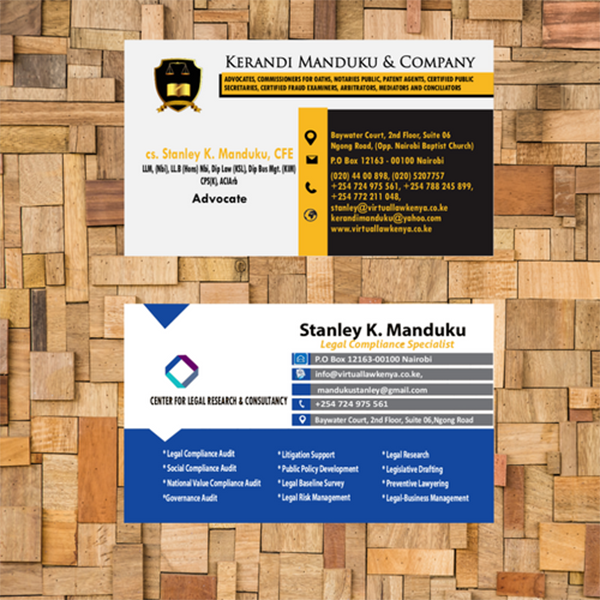 KERANDI MANDUKU & COMPANY
ADVOCATES, COMMISSIONERS FOR OATHS, NOTARIES PUBLIC, PATENT AGENTS, CERTIFIED PUBLIC
SECRETARIES, CERTIFIED FRAUD EXAMINERS, ARBITRATORS, MEDIATORS AND CONCILIATORS
cs. Stanley K. Manduku, CFE
LLM, (Nbi), LL.B (Hons) Nbi, Dip Law (KSL), Dip Bus Mgt. (KIM)
CPS(K), ACIArb
Advocate
Baywater Court, 2nd Floor, Suite 06
Ngong Road, (Opp. Nairobi Baptist Church)
P.O Box 12163 - 00100 Nairobi
(020) 44 00 898, (020) 5207757
+254 724 975 561, +254 788 245 899,
+254 772 211 048,
stanley@virtuallawkenya.co.ke
kerandimanduku@yahoo.com
www.virtuallawkenya.co.ke
Stanley K. Manduku
Legal Compliance Specialist
P.O Box 12163-00100 Nairobi
info@virtuallawkenya.co.ke,
mandukustanley@gmail.com
+254 724 975 561
Baywater Court, 2nd Floor, Suite 06,Ngong Road
CENTER FOR LEGAL RESEARCH & CONSULTANCY
* Legal Compliance Audit
* Social Compliance Audit
* National Value Compliance Audit
*Governance Audit
* Litigation Support
* Public Policy Development
* Legal Baseline Survey
* Legal Risk Management
* Legal Research
* Legislative Drafting
* Preventive Lawyering
* Legal-Business Management